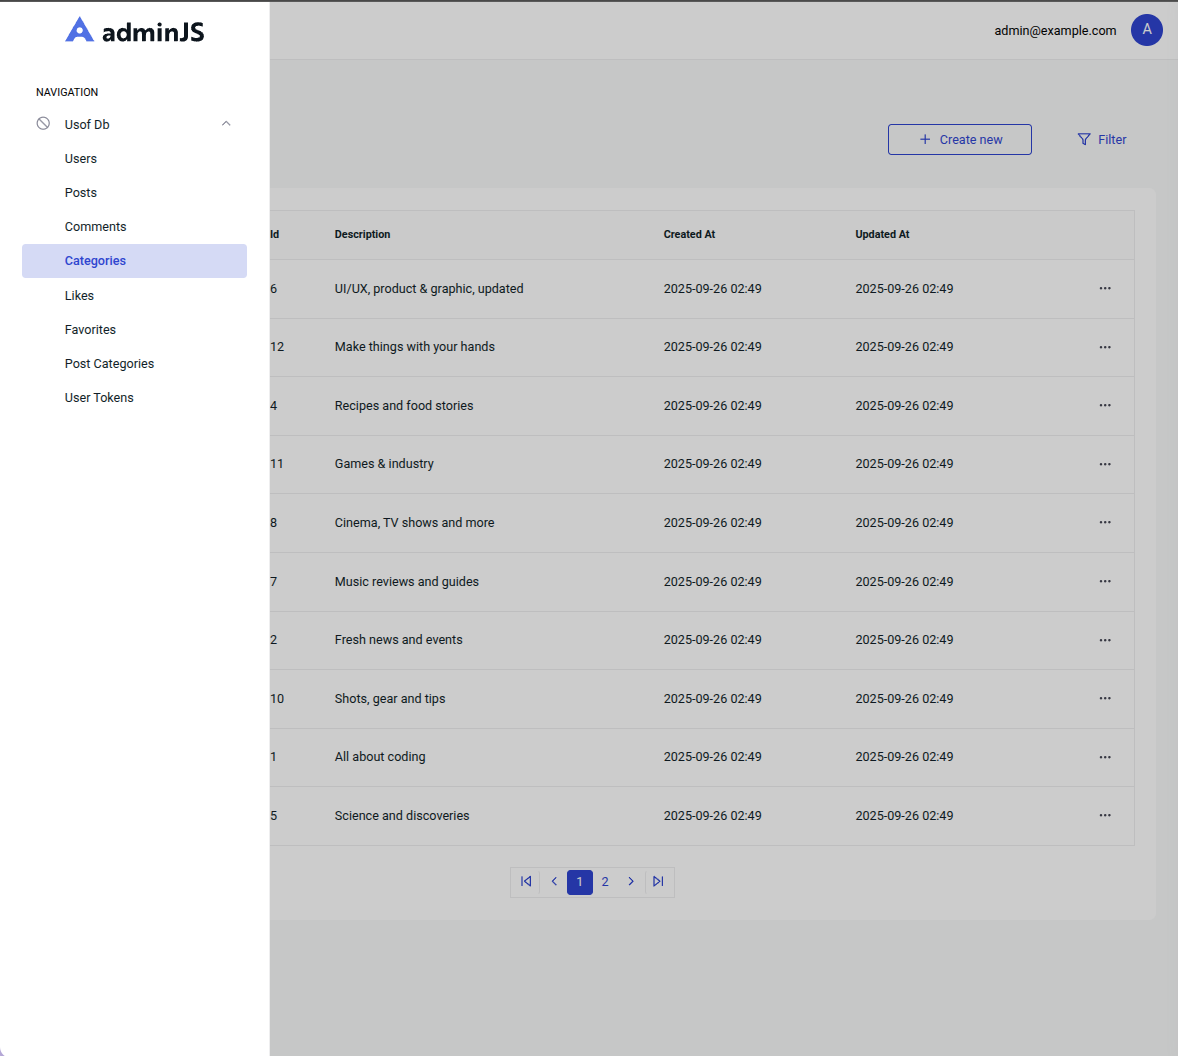 adminJS
admin@example.com A
NAVIGATION
Usof Db
Users
Posts
Comments
Categories
Likes
Favorites
Post Categories
User Tokens
+ Create new Filter
Id Description Created At Updated At
6 UI/UX, product & graphic, updated 2025-09-26 02:49 2025-09-26 02:49
12 Make things with your hands 2025-09-26 02:49 2025-09-26 02:49
4 Recipes and food stories 2025-09-26 02:49 2025-09-26 02:49
11 Games & industry 2025-09-26 02:49 2025-09-26 02:49
8 Cinema, TV shows and more 2025-09-26 02:49 2025-09-26 02:49
7 Music reviews and guides 2025-09-26 02:49 2025-09-26 02:49
2 Fresh news and events 2025-09-26 02:49 2025-09-26 02:49
10 Shots, gear and tips 2025-09-26 02:49 2025-09-26 02:49
1 All about coding 2025-09-26 02:49 2025-09-26 02:49
5 Science and discoveries 2025-09-26 02:49 2025-09-26 02:49
1 2